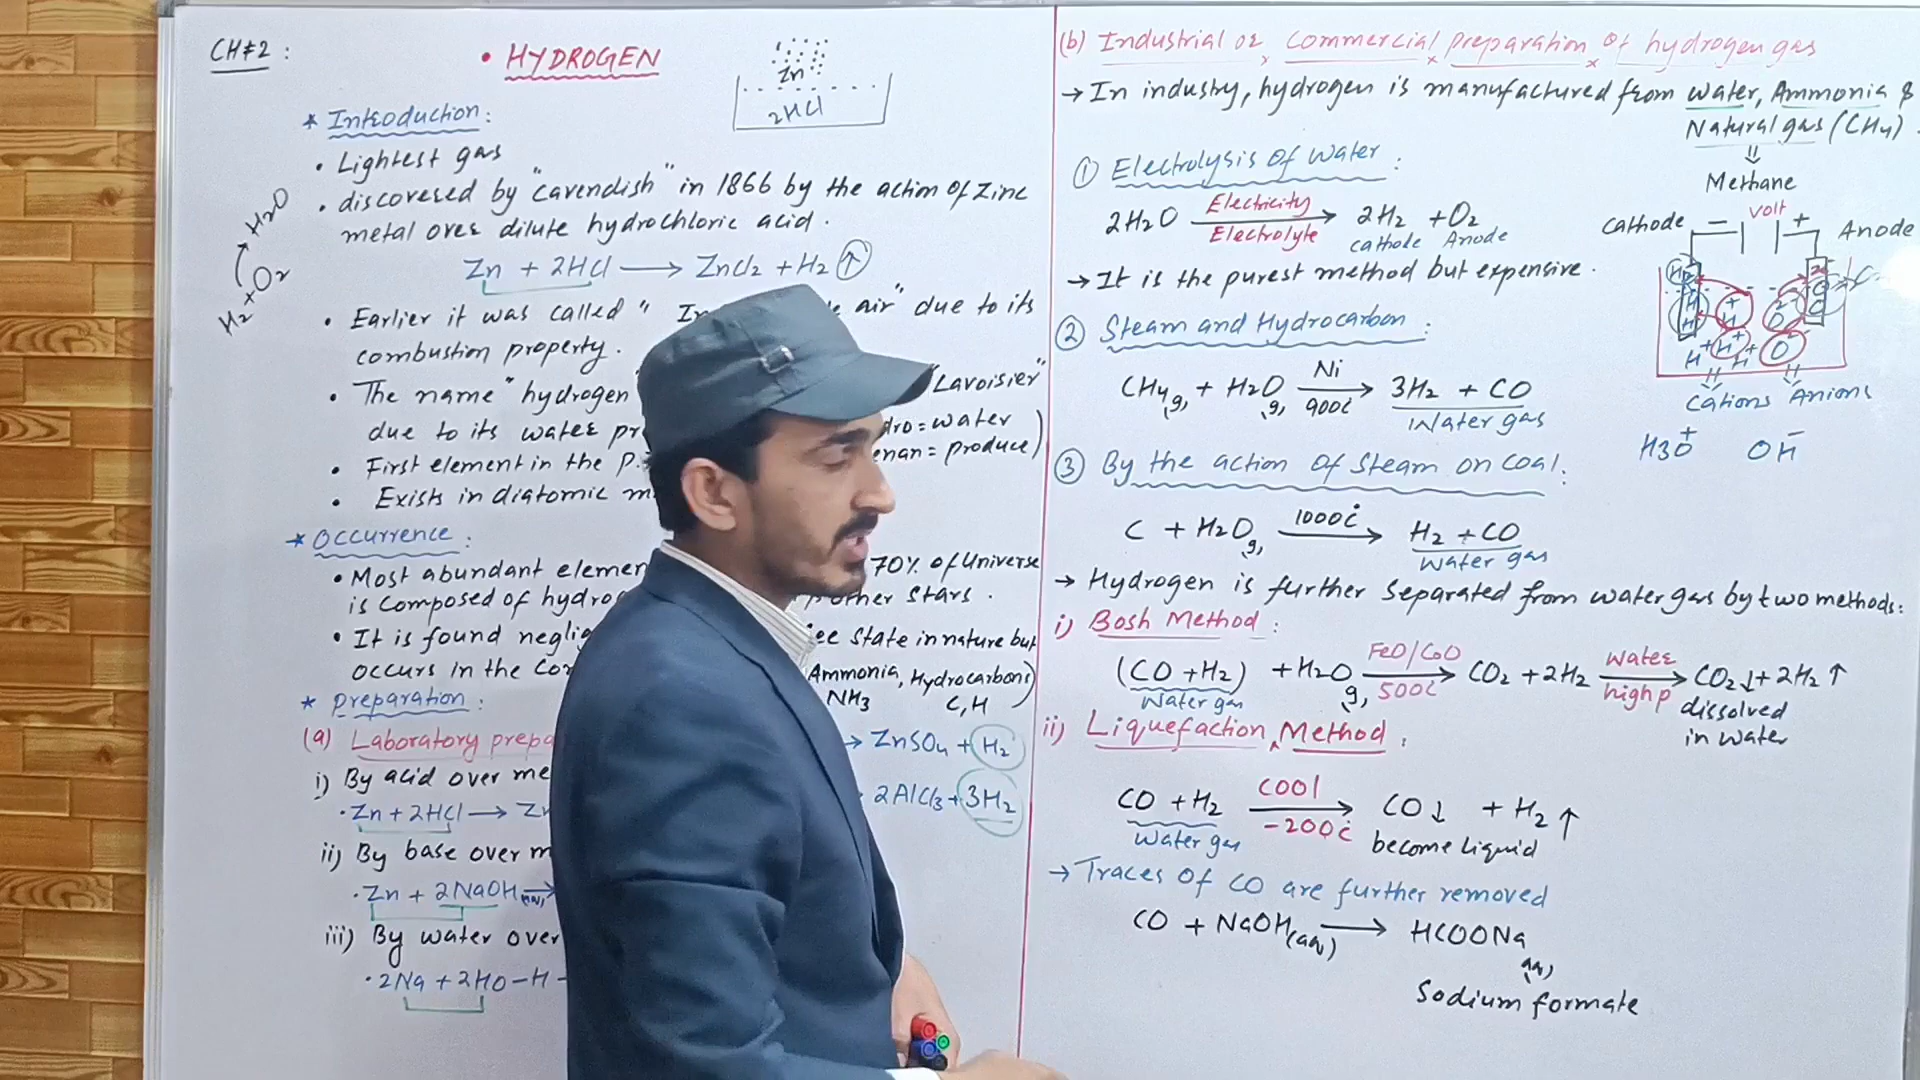 CH#2:
• HYDROGEN
Zn
2HCl
* Introduction:
• Lightest gas
• discovered by "cavendish" in 1866 by the action of Zinc
metal over dilute hydrochloric acid.
Zn + 2HCl ⟶ ZnCl2 + H2 ↑
H2 + O2 → H2O
• Earlier it was called " air" due to its
combustion property.
• The name "hydrogen "Lavoisier"
due to its water = water
• First element in the P. = produce)
• Exists in diatomic
* Occurrence:
• Most abundant 70% of Universe
is composed of other stars.
• It is found state in nature but
occurs in the Ammonia, Hydrocarbons)
NH3 C,H
* Preparation:
(a) Laboratory
i) By acid over
→ ZnSO4 + H2
• Zn + 2HCl ⟶
2AlCl3 + 3H2
ii) By base over
• Zn + 2NaOH(aq)
iii) By water over
• 2Na + 2HO-H
(b) Industrial or commercial preparation of hydrogen gas
→ In industry, hydrogen is manufactured from water, Ammonia &
Natural gas (CH4).
⇓
Methane
① Electrolysis of water:
2H2O Electricity ⟶ Electrolyte 2H2 + O2
cathode Anode
→ It is the purest method but expensive.
Cathode − Volt + Anode
Cations Anions
H3O+ OH−
② Steam and Hydrocarbon:
CH4(g) + H2O(g) Ni ⟶ 900c 3H2 + CO
Water gas
③ By the action of steam on coal:
C + H2O(g) 1000c ⟶ H2 + CO
Water gas
→ Hydrogen is further separated from water gas by two methods:
i) Bosh Method:
(CO + H2) + H2O(g) FeO/CoO ⟶ 500c CO2 + 2H2 water ⟶ high p CO2↓ + 2H2 ↑
Water gas dissolved
in water
ii) Liquefaction Method:
CO + H2 cool ⟶ -200c CO↓ + H2 ↑
Water gas become liquid
→ Traces of CO are further removed
CO + NaOH(aq) ⟶ HCOONa
(aq)
Sodium formate